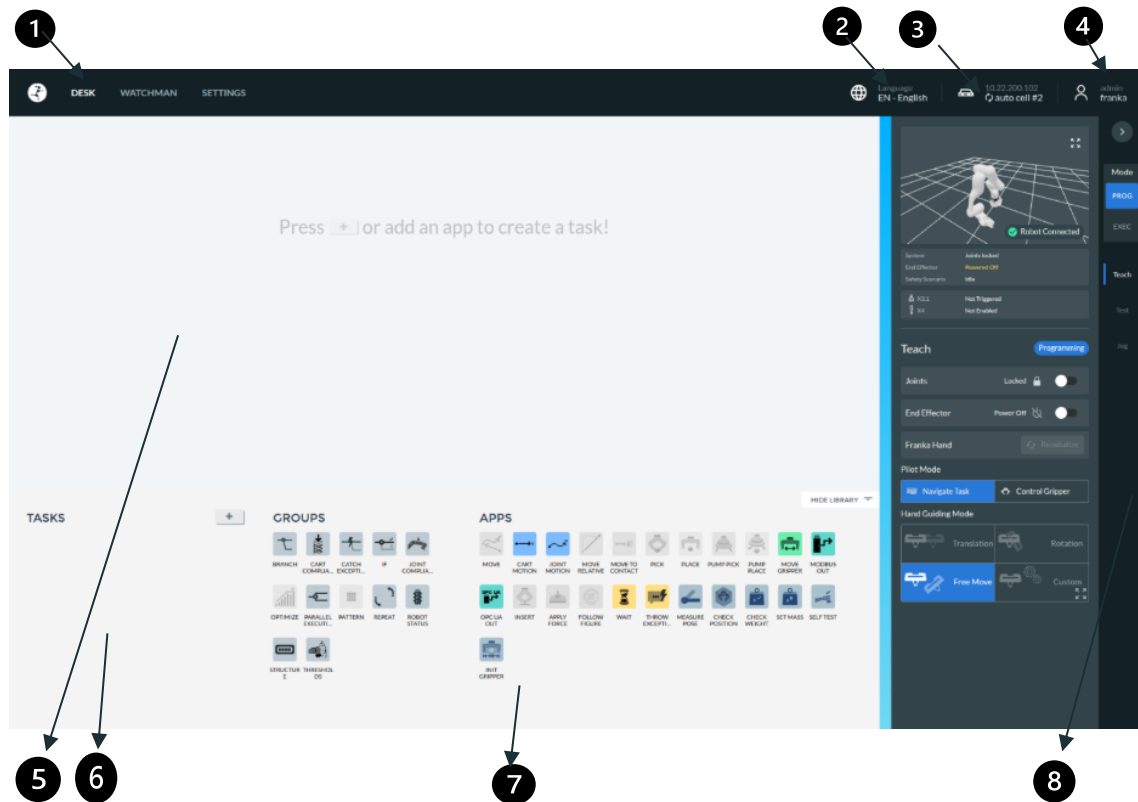 1
2
3
4
DESK WATCHMAN SETTINGS
Language
EN - English
10.22.200.102
auto cell #2
admin
franka
Press + or add an app to create a task!
Robot Connected
System Joints locked
End Effector Powered Off
Safety Scenario Idle
X3.1 Not Triggered
X4 Not Enabled
Mode
PROG
EXEC
Teach
Test
Jog
Teach Programming
Joints Locked
End Effector Power Off
Franka Hand Reinitialize
Pilot Mode
Navigate Task Control Gripper
Hand Guiding Mode
Translation Rotation
Free Move Custom
HIDE LIBRARY
TASKS +
GROUPS
BRANCH
CART COMPLIA...
CATCH EXCEPTI...
IF
JOINT COMPLIA...
OPTIMIZE
PARALLEL EXECUTI...
PATTERN
REPEAT
ROBOT STATUS
STRUCTUR
E
THRESHOL
DS
APPS
MOVE
CART MOTION
JOINT MOTION
MOVE RELATIVE
MOVE TO CONTACT
PICK
PLACE
PUMP PICK
PUMP PLACE
MOVE GRIPPER
MODBUS OUT
OPC UA
OPC UA OUT
INSERT
APPLY FORCE
FOLLOW FIGURE
WAIT
THROW EXCEPTI...
MEASURE POSE
CHECK POSITION
CHECK WEIGHT
SET MASS
SELF TEST
INIT GRIPPER
5
6
7
8